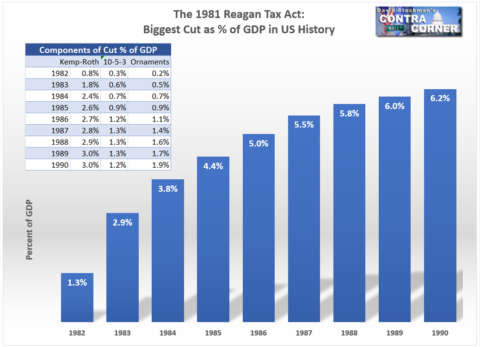 The 1981 Reagan Tax Act:
Biggest Cut as % of GDP in US History
David Stockman's
CONTRA
CORNER
Components of Cut % of GDP
Kemp-Roth 10-5-3 Ornaments
1982 0.8% 0.3% 0.2%
1983 1.8% 0.6% 0.5%
1984 2.4% 0.7% 0.7%
1985 2.6% 0.9% 0.9%
1986 2.7% 1.2% 1.1%
1987 2.8% 1.3% 1.4%
1988 2.9% 1.3% 1.6%
1989 3.0% 1.3% 1.7%
1990 3.0% 1.2% 1.9%
Percent of GDP
1.3%
2.9%
3.8%
4.4%
5.0%
5.5%
5.8%
6.0%
6.2%
1982 1983 1984 1985 1986 1987 1988 1989 1990